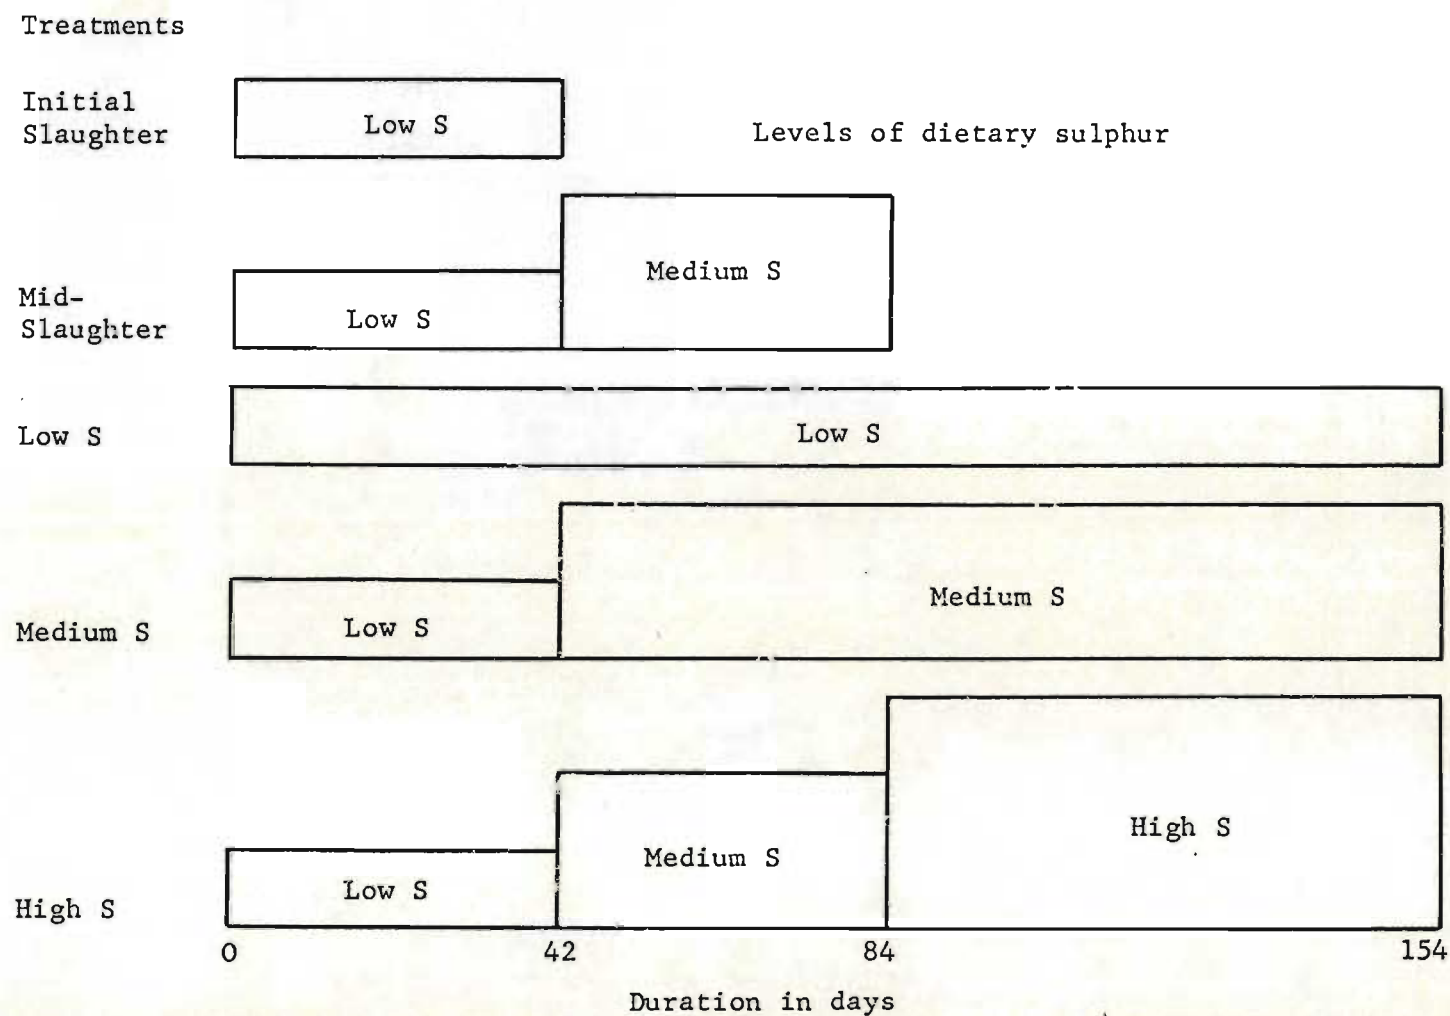 Treatments
Initial
Slaughter
Low S
Levels of dietary sulphur
Medium S
Mid-
Slaughter
Low S
Low S
Low S
Medium S
Medium S
Low S
High S
Medium S
Low S
High S
0 42 84 154
Duration in days